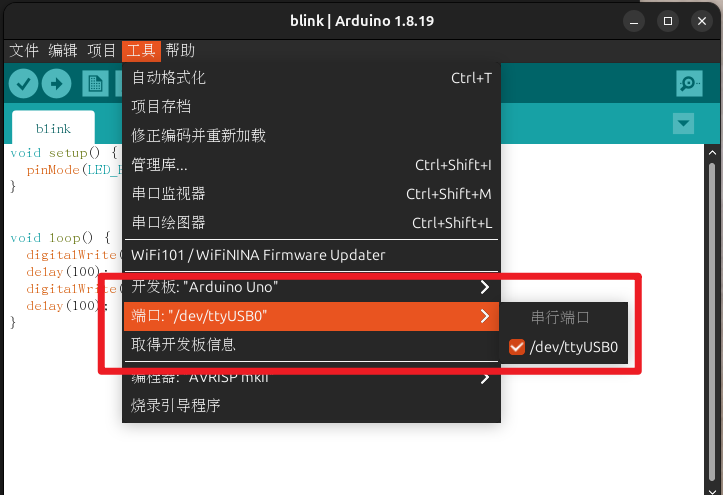 blink | Arduino 1.8.19
文件 编辑 项目 工具 帮助
自动格式化 Ctrl+T
项目存档
修正编码并重新加载
管理库... Ctrl+Shift+I
串口监视器 Ctrl+Shift+M
串口绘图器 Ctrl+Shift+L
WiFi101 / WiFiNINA Firmware Updater
开发板: "Arduino Uno"
端口: "/dev/ttyUSB0"
串行端口
/dev/ttyUSB0
取得开发板信息
编程器: "AVRISP mkII"
烧录引导程序
blink
void setup() {
pinMode(LED_
}
void loop() {
digitalWrite(
delay(100);
digitalWrite(
delay(100);
}